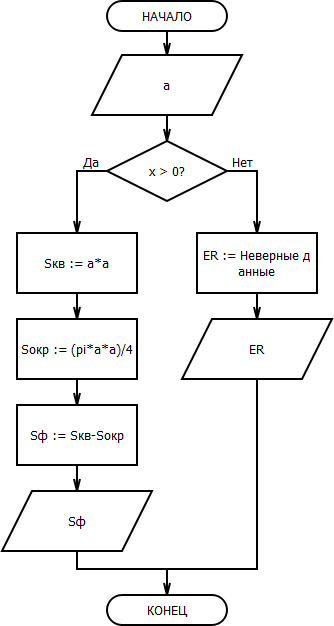 НАЧАЛО
a
x > 0?
Да
Нет
Sкв := a*a
ER := Неверные д
анные
Sокр := (pi*a*a)/4
ER
Sф := Sкв-Sокр
Sф
КОНЕЦ